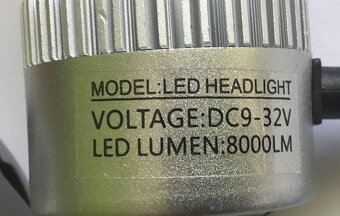 MODEL:LED HEADLIGHT
VOLTAGE:DC9-32V
LED LUMEN:8000LM